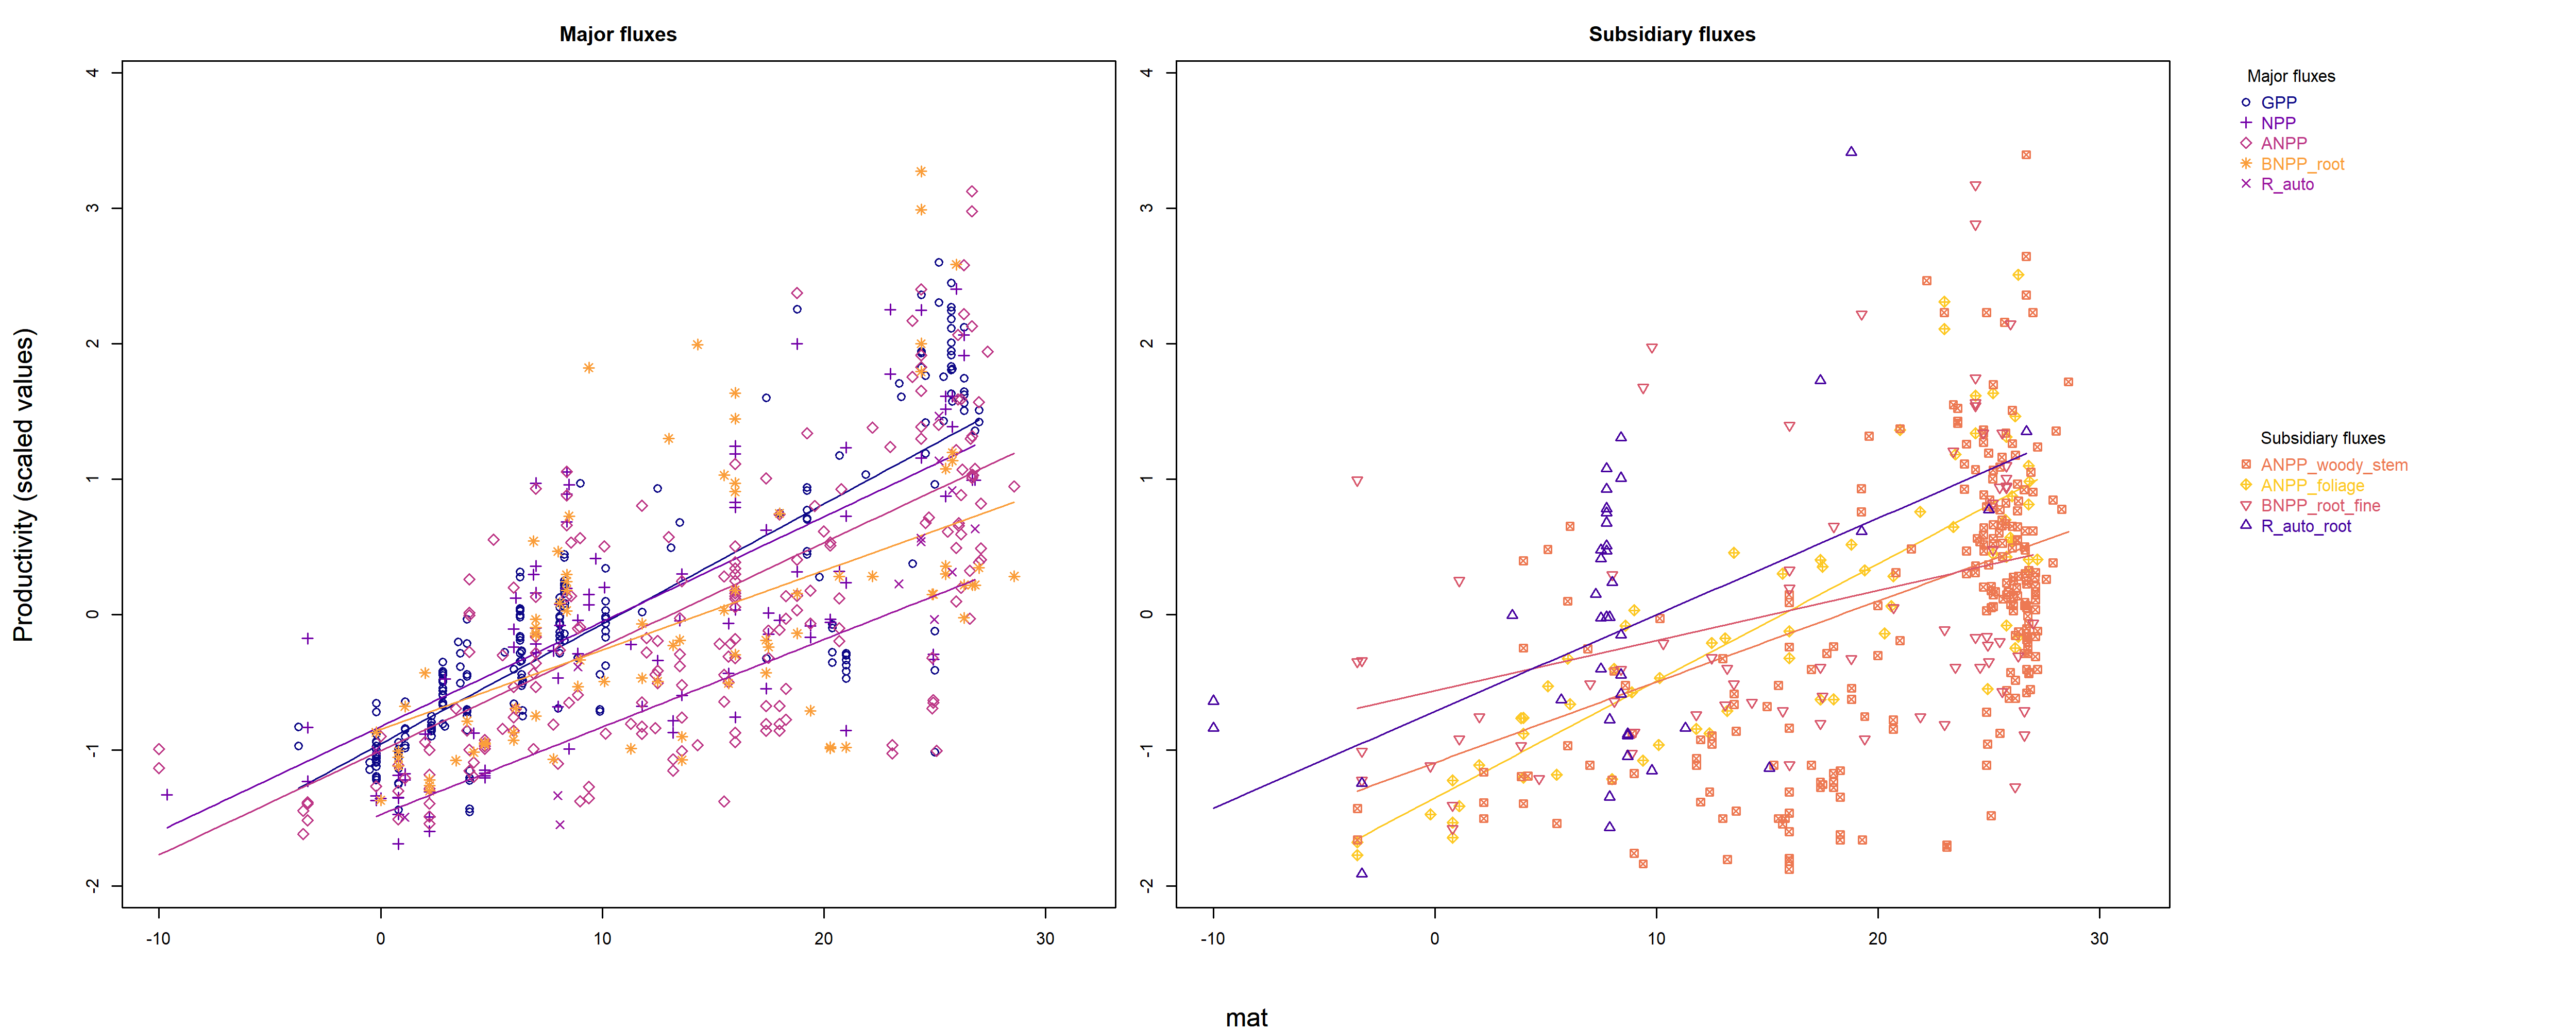 Major fluxes
Subsidiary fluxes
Productivity (scaled values)
4
3
2
1
0
-1
-2
-10
0
10
20
30
4
3
2
1
0
-1
-2
-10
0
10
20
30
mat
Major fluxes
GPP
NPP
ANPP
BNPP_root
R_auto
Subsidiary fluxes
ANPP_woody_stem
ANPP_foliage
BNPP_root_fine
R_auto_root